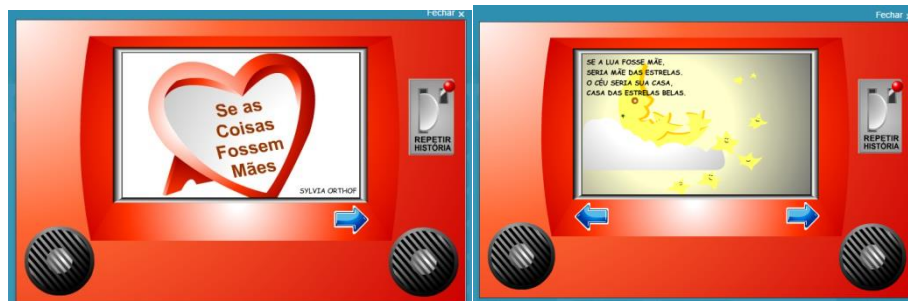 Fechar x
Se as
Coisas
Fossem
Mães
SYLVIA ORTHOF
REPETIR
HISTÓRIA
Fechar x
SE A LUA FOSSE MÃE,
SERIA MÃE DAS ESTRELAS.
O CÉU SERIA SUA CASA,
CASA DAS ESTRELAS BELAS.
REPETIR
HISTÓRIA